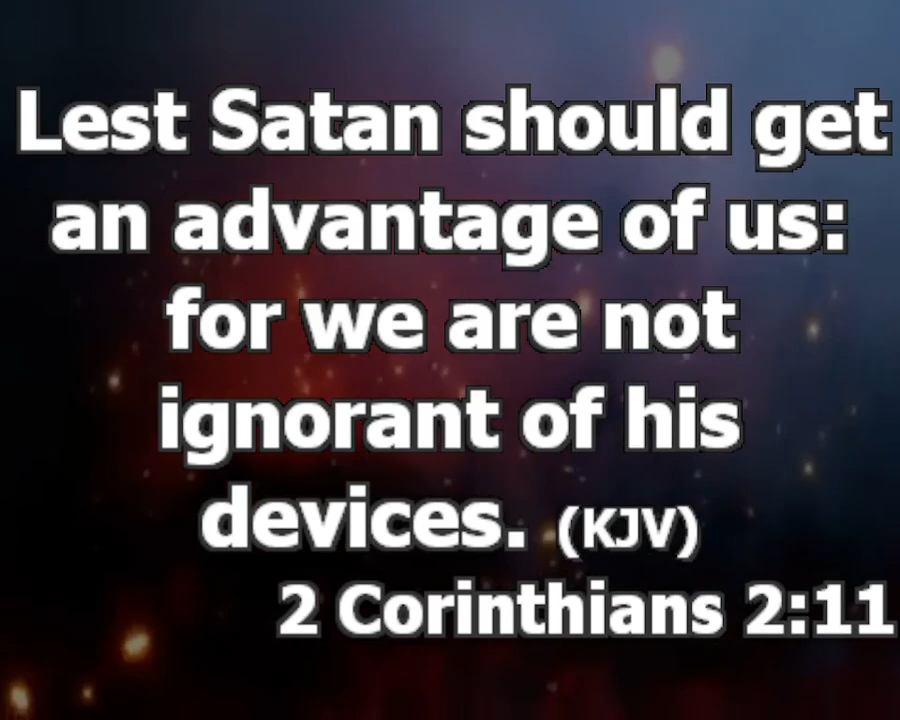 Lest Satan should get
an advantage of us:
for we are not
ignorant of his
devices. (KJV)
2 Corinthians 2:11